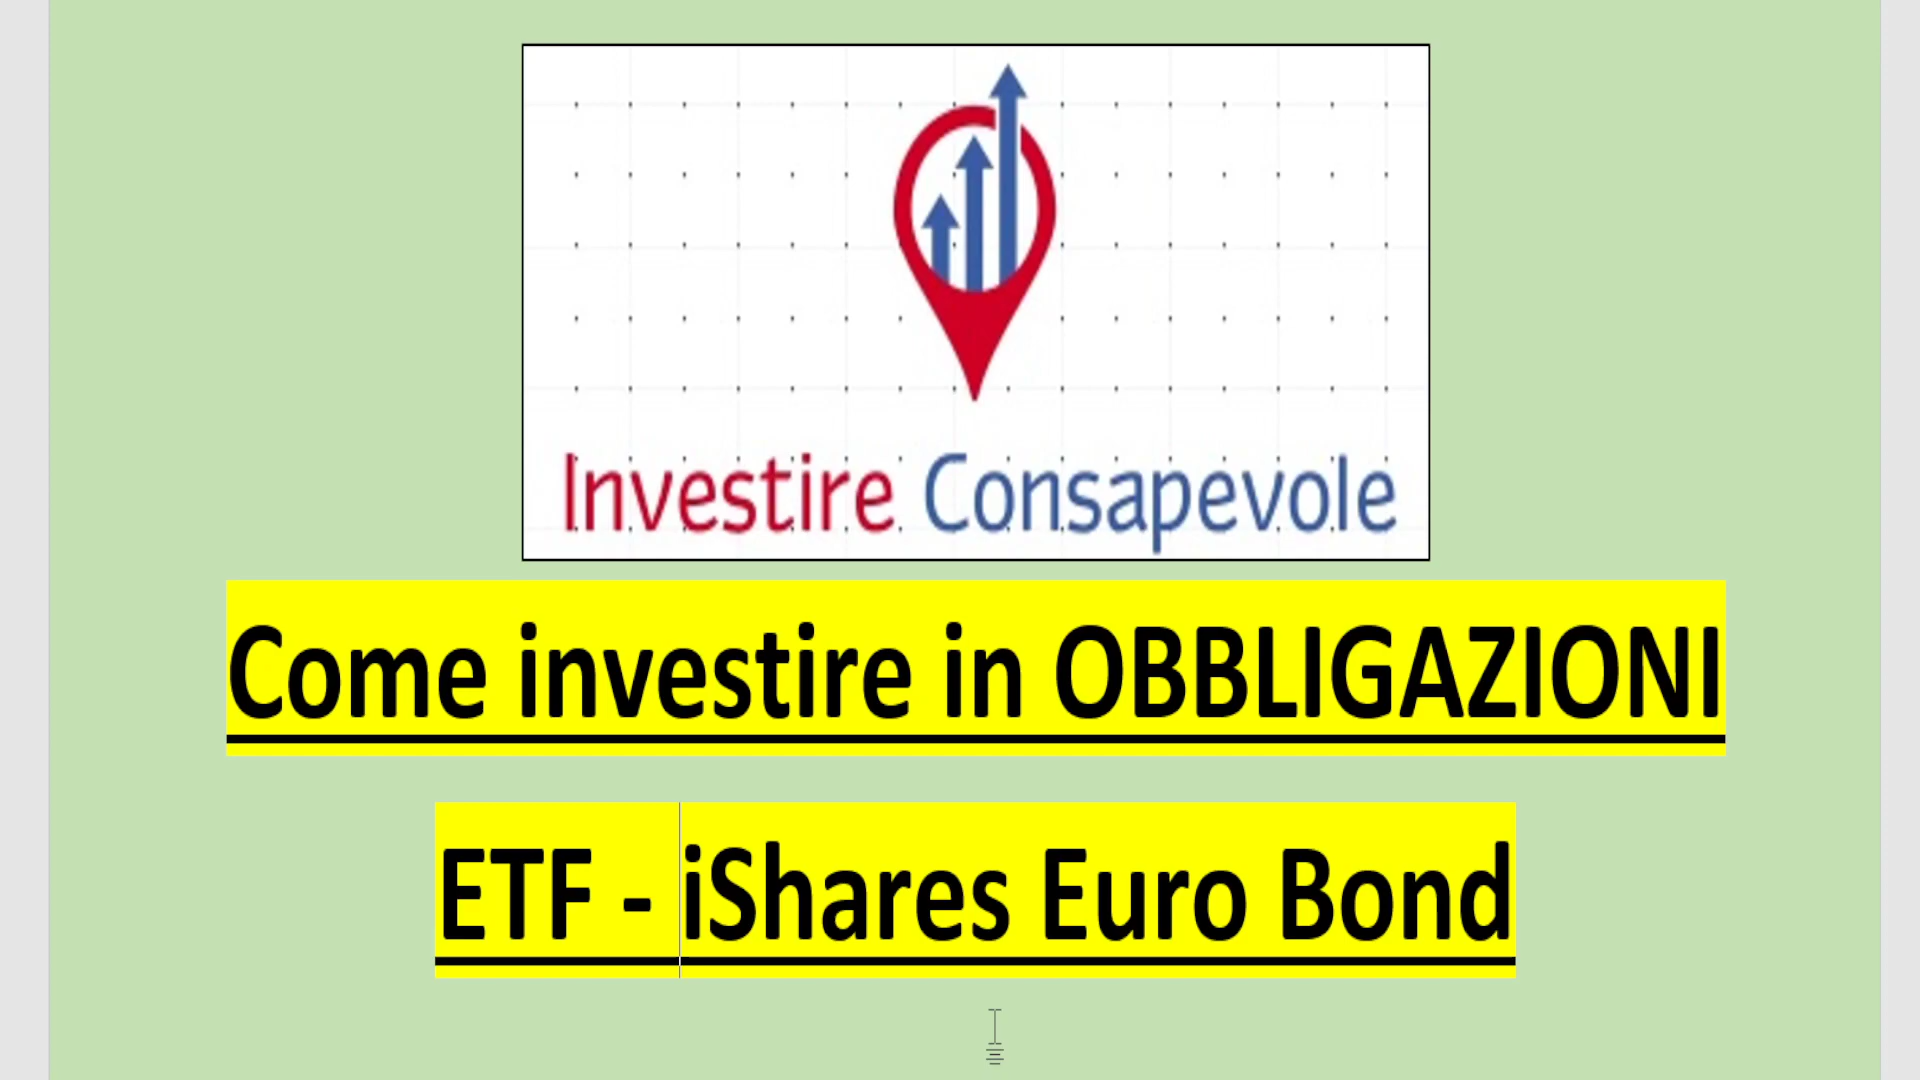 Investire Consapevole
Come investire in OBBLIGAZIONI
ETF - iShares Euro Bond